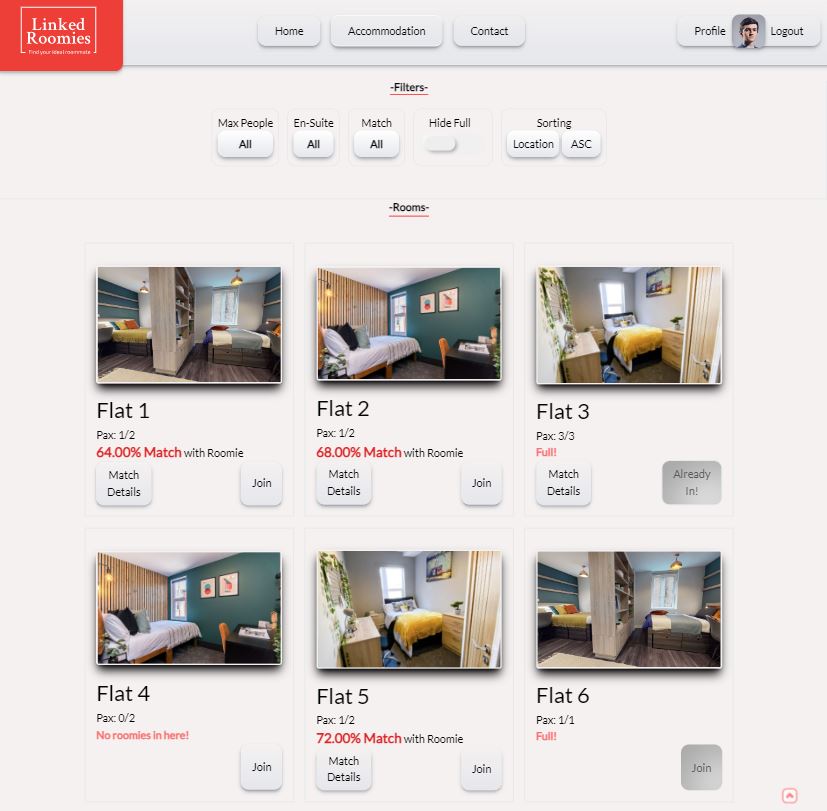 Linked
Roomies
Find your ideal roommate
Home
Accommodation
Contact
Profile
Logout
-Filters-
Max People
En-Suite
Match
Hide Full
Sorting
All
All
All
Location
ASC
-Rooms-
Flat 1
Pax: 1/2
64.00% Match with Roomie
Match
Details
Join
Flat 2
Pax: 1/2
68.00% Match with Roomie
Match
Details
Join
Flat 3
Pax: 3/3
Full!
Match
Details
Already
In!
Flat 4
Pax: 0/2
No roomies in here!
Join
Flat 5
Pax: 1/2
72.00% Match with Roomie
Match
Details
Join
Flat 6
Pax: 1/1
Full!
Join